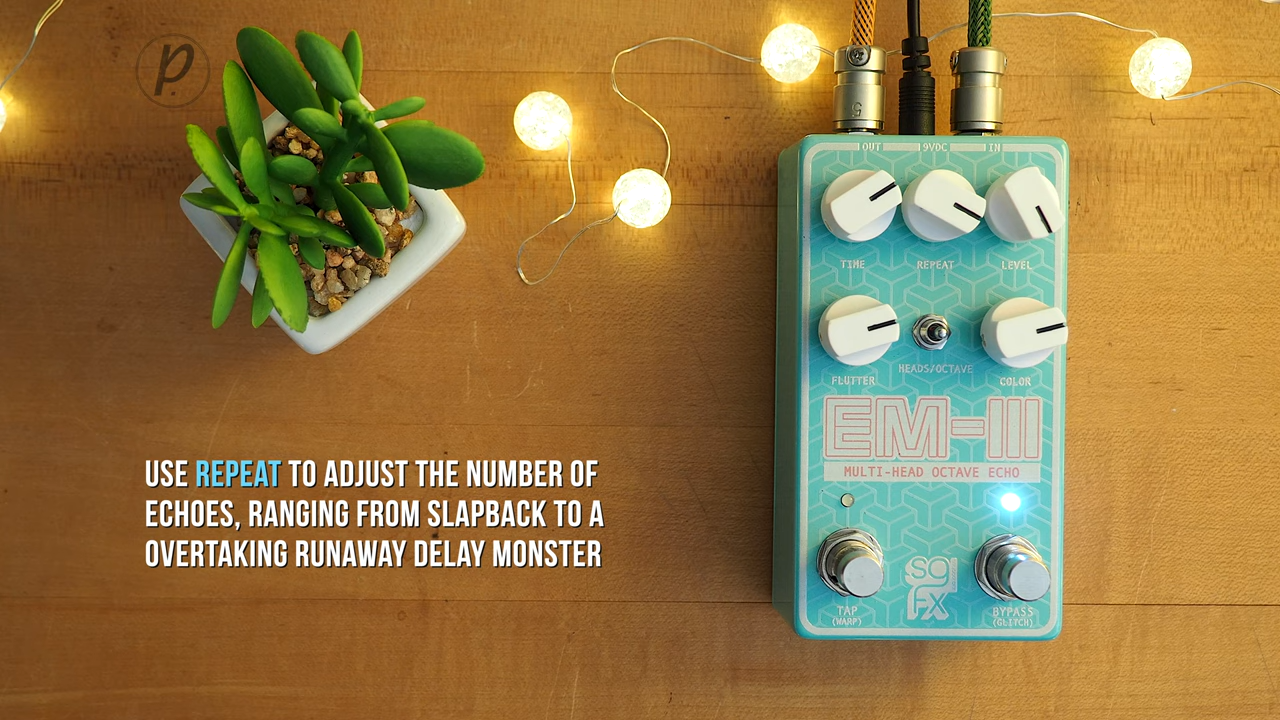 p.
OUT 9VDC IN
TIME REPEAT LEVEL
HEADS/OCTAVE
FLUTTER COLOR
EM-III
MULTI-HEAD OCTAVE ECHO
USE REPEAT TO ADJUST THE NUMBER OF
ECHOES, RANGING FROM SLAPBACK TO A
OVERTAKING RUNAWAY DELAY MONSTER
sg
FX
TAP BYPASS
(WARP) (GLITCH)